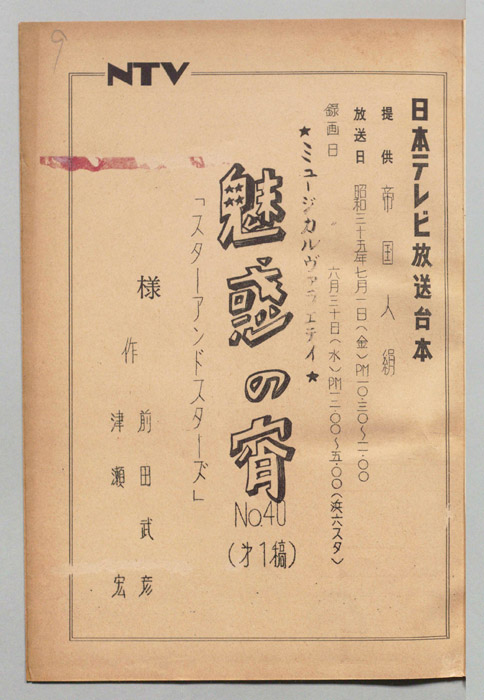 9
NTV
日本テレビ放送台本
提供 帝国人絹
放送日 昭和三十五年七月一日(金)PM一〇・三〇～一一・〇〇
録画日 六月三十日(水)PM一二・〇〇～五・〇〇(浜六スタ)
★ミュージカルヴァラエティ★
魅惑の宵
No.40
(才1稿)
「スターアンドスターズ」
様
作 前田武彦
津瀬宏